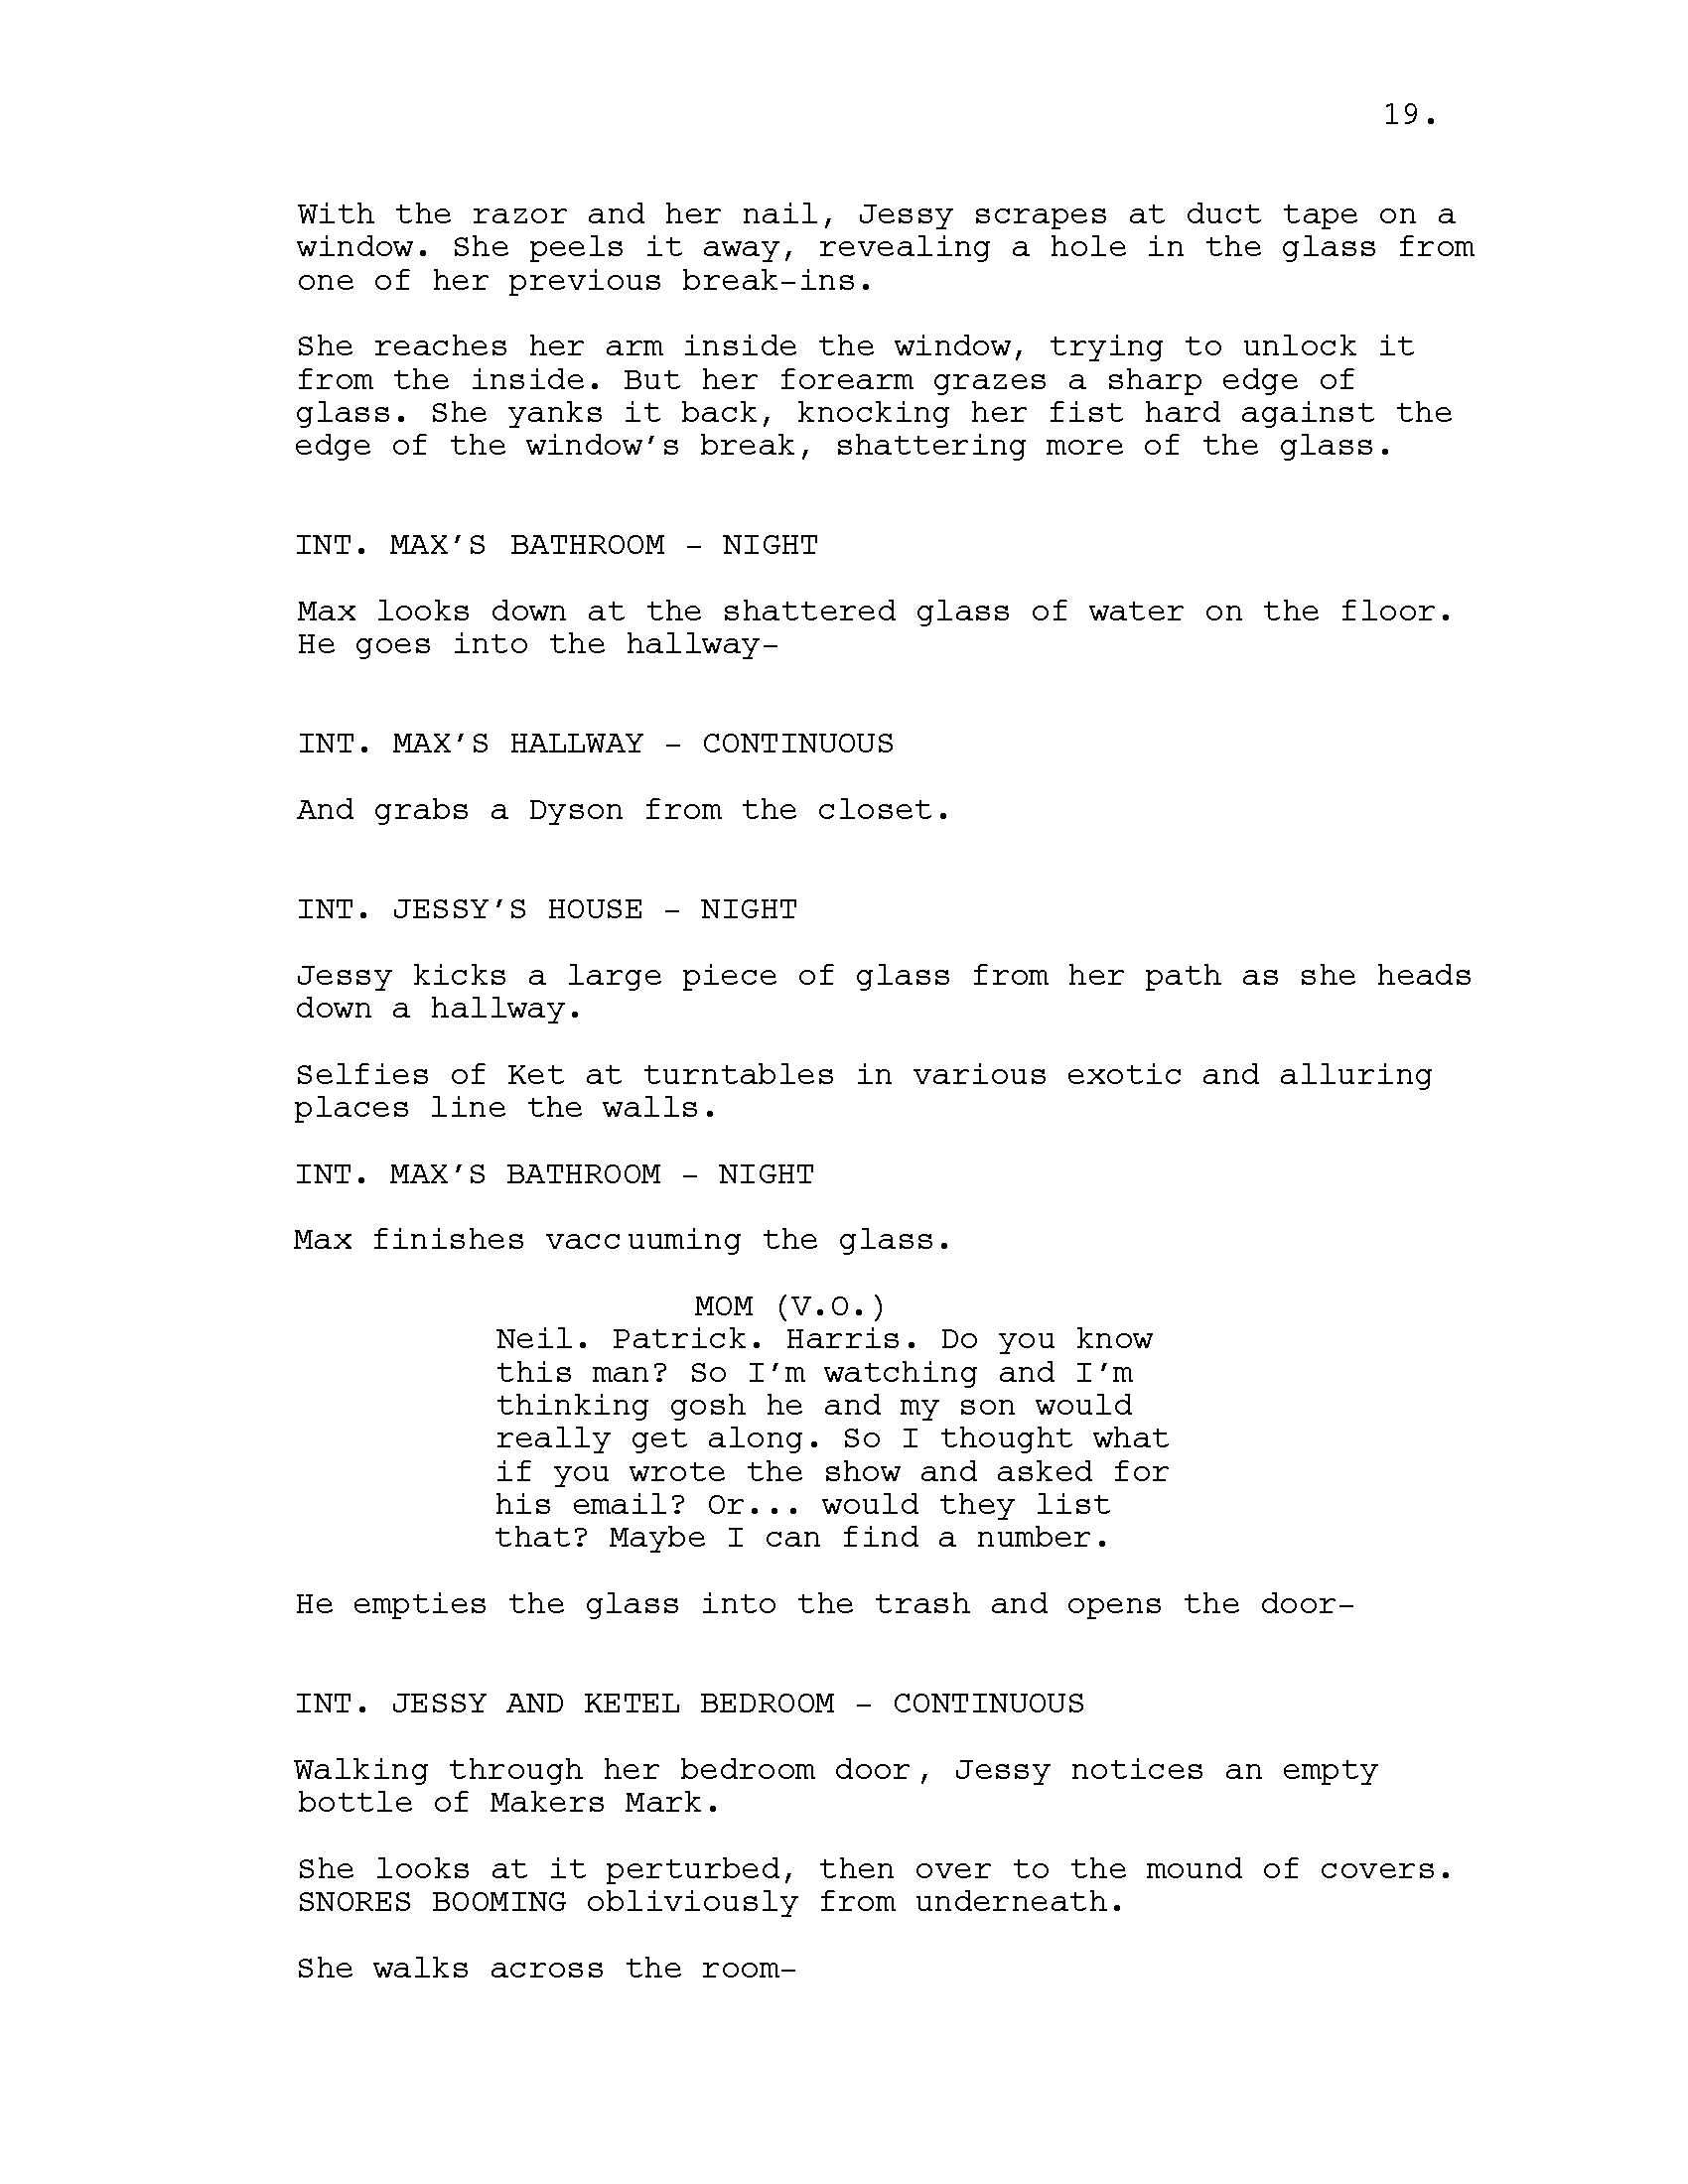 19.
With the razor and her nail, Jessy scrapes at duct tape on a
window. She peels it away, revealing a hole in the glass from
one of her previous break-ins.
She reaches her arm inside the window, trying to unlock it
from the inside. But her forearm grazes a sharp edge of
glass. She yanks it back, knocking her fist hard against the
edge of the window's break, shattering more of the glass.
INT. MAX'S BATHROOM - NIGHT
Max looks down at the shattered glass of water on the floor.
He goes into the hallway-
INT. MAX'S HALLWAY - CONTINUOUS
And grabs a Dyson from the closet.
INT. JESSY'S HOUSE - NIGHT
Jessy kicks a large piece of glass from her path as she heads
down a hallway.
Selfies of Ket at turntables in various exotic and alluring
places line the walls.
INT. MAX'S BATHROOM - NIGHT
Max finishes vaccuuming the glass.
MOM (V.O.)
Neil. Patrick. Harris. Do you know
this man? So I'm watching and I'm
thinking gosh he and my son would
really get along. So I thought what
if you wrote the show and asked for
his email? Or... would they list
that? Maybe I can find a number.
He empties the glass into the trash and opens the door-
INT. JESSY AND KETEL BEDROOM - CONTINUOUS
Walking through her bedroom door, Jessy notices an empty
bottle of Makers Mark.
She looks at it perturbed, then over to the mound of covers.
SNORES BOOMING obliviously from underneath.
She walks across the room-